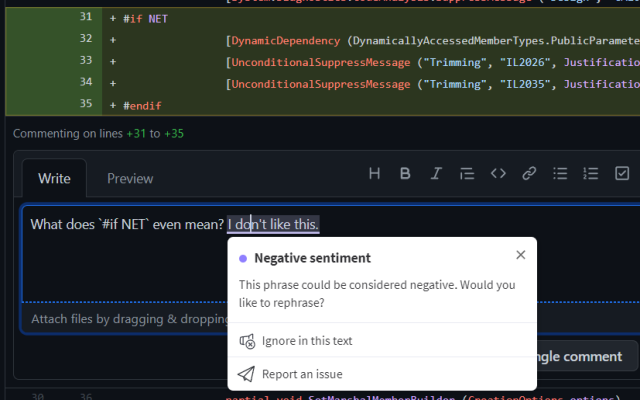 31 + #if NET
32 + [DynamicDependency (DynamicallyAccessedMemberTypes.PublicParamete
33 + [UnconditionalSuppressMessage ("Trimming", "IL2026", Justificatio
34 + [UnconditionalSuppressMessage ("Trimming", "IL2035", Justificatio
35 + #endif
Commenting on lines +31 to +35
Write Preview
What does `#if NET` even mean? I don't like this.
Negative sentiment
This phrase could be considered negative. Would you
like to rephrase?
Attach files by dragging & dropping
Ignore in this text
ngle comment
Report an issue
30 36 partial void SetMarshalMemberBuilder (CreationOptions options)